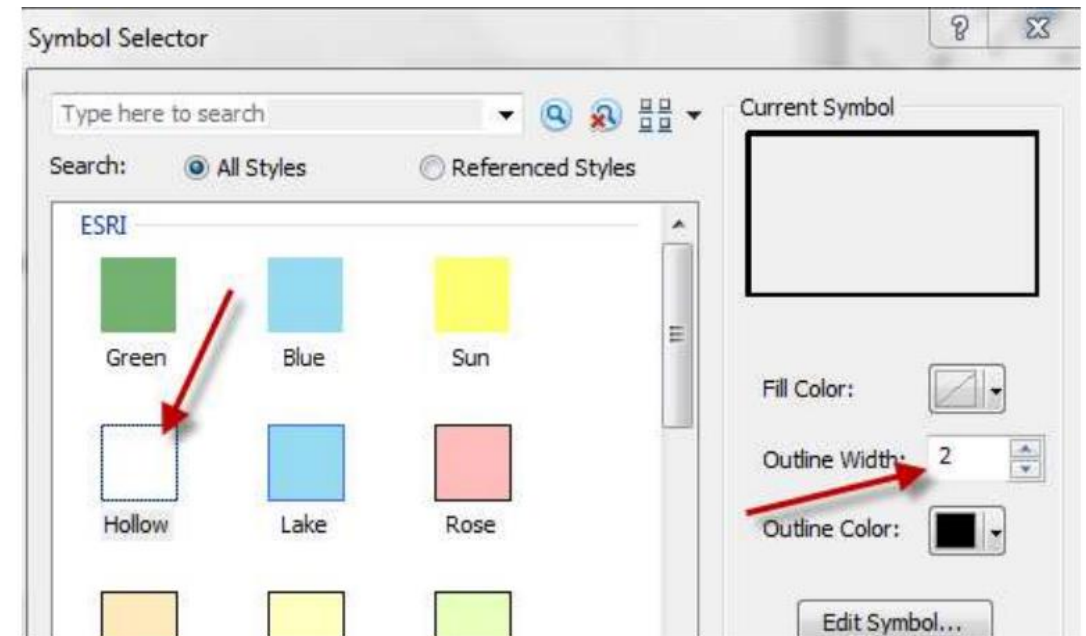 Symbol Selector
Type here to search
Search: All Styles Referenced Styles
ESRI
Green Blue Sun
Hollow Lake Rose
Current Symbol
Fill Color:
Outline Width: 2
Outline Color:
Edit Symbol...